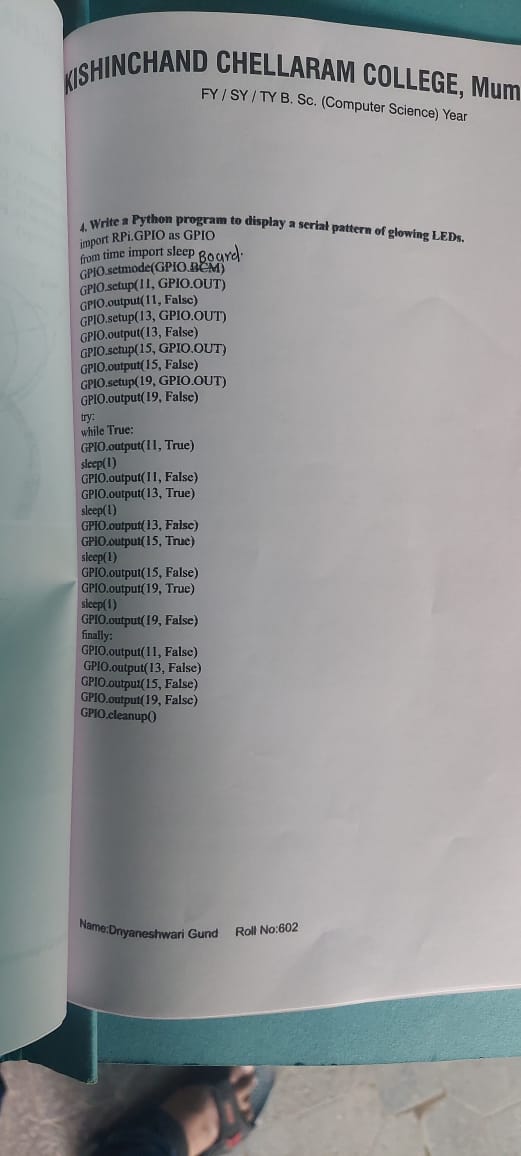 KISHINCHAND CHELLARAM COLLEGE, Mum
FY / SY / TY B. Sc. (Computer Science) Year
4. Write a Python program to display a serial pattern of glowing LEDs.
import RPi.GPIO as GPIO
from time import sleep
Board.
GPIO.setmode(GPIO.BCM)
GPIO.setup(11, GPIO.OUT)
GPIO.output(11, False)
GPIO.setup(13, GPIO.OUT)
GPIO.output(13, False)
GPIO.setup(15, GPIO.OUT)
GPIO.output(15, False)
GPIO.setup(19, GPIO.OUT)
GPIO.output(19, False)
try:
while True:
GPIO.output(11, True)
sleep(1)
GPIO.output(11, False)
GPIO.output(13, True)
sleep(1)
GPIO.output(13, False)
GPIO.output(15, True)
sleep(1)
GPIO.output(15, False)
GPIO.output(19, True)
sleep(1)
GPIO.output(19, False)
finally:
GPIO.output(11, False)
GPIO.output(13, False)
GPIO.output(15, False)
GPIO.output(19, False)
GPIO.cleanup()
Name:Dnyaneshwari Gund Roll No:602